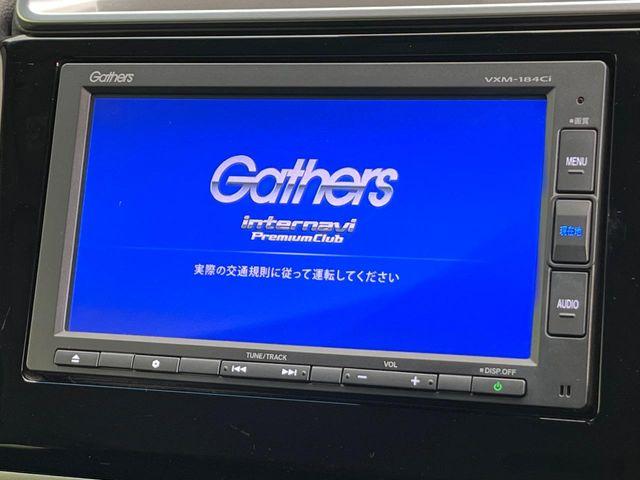 Gathers
VXM-184Ci
画質
MENU
現在地
AUDIO
Gathers
internavi
PremiumClub
実際の交通規則に従って運転してください
TUNE/TRACK
VOL
DISP.OFF